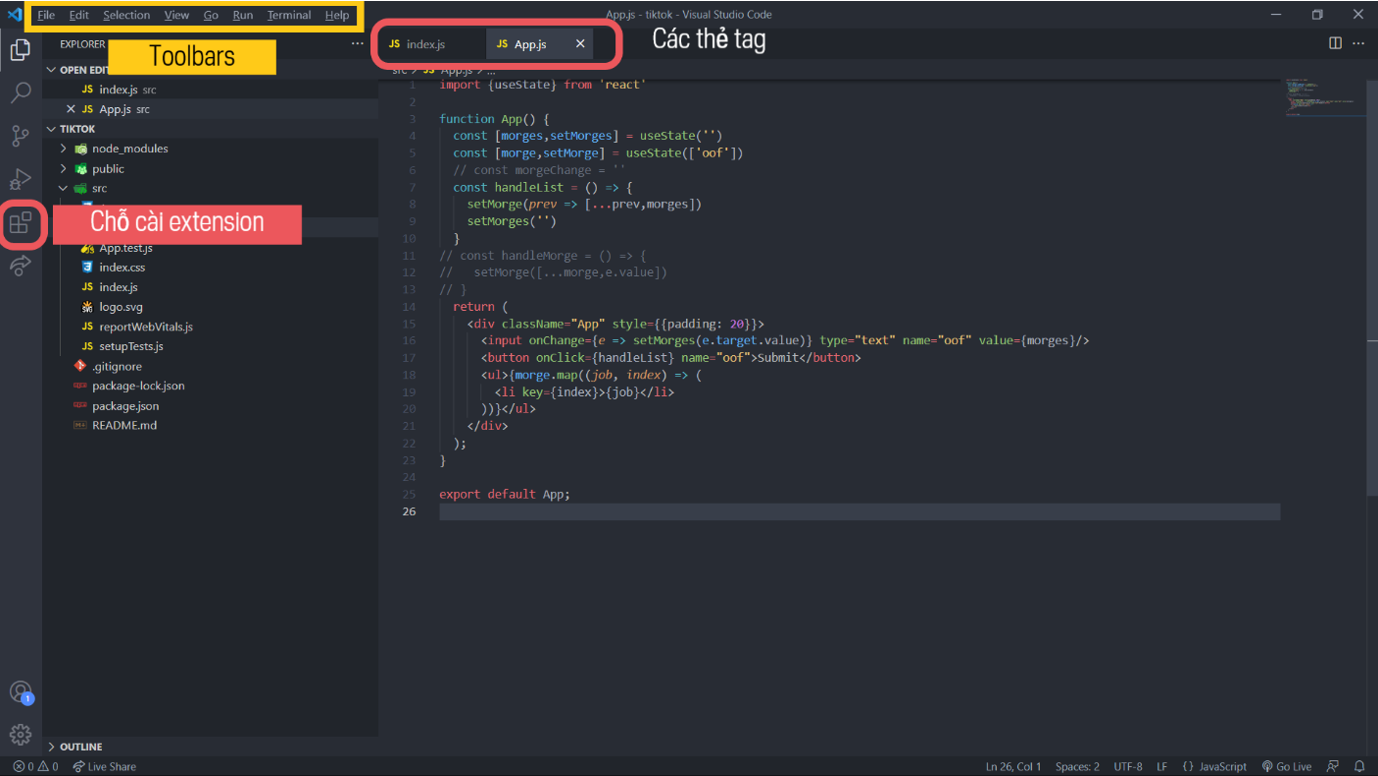 File Edit Selection View Go Run Terminal Help
App.js - tiktok - Visual Studio Code
Toolbars
Các thẻ tag
EXPLORER
JS index.js
JS App.js
OPEN EDIT
JS index.js src
JS App.js src
TIKTOK
node_modules
public
src
Chỗ cài extension
App.test.js
index.css
JS index.js
logo.svg
JS reportWebVitals.js
JS setupTests.js
.gitignore
package-lock.json
package.json
README.md
OUTLINE
src > JS App.js > ...
1 import {useState} from 'react'
2
3 function App() {
4 const [morges,setMorges] = useState('')
5 const [morge,setMorge] = useState(['oof'])
6 // const morgeChange = ''
7 const handleList = () => {
8 setMorge(prev => [...prev,morges])
9 setMorges('')
10 }
11 // const handleMorge = () => {
12 // setMorge([...morge,e.value])
13 // }
14 return (
15 <div className="App" style={{padding: 20}}>
16 <input onChange={e => setMorges(e.target.value)} type="text" name="oof" value={morges}/>
17 <button onClick={handleList} name="oof">Submit</button>
18 <ul>{morge.map((job, index) => (
19 <li key={index}>{job}</li>
20 ))}</ul>
21 </div>
22 );
23 }
24
25 export default App;
26
1
0 0 Live Share
Ln 26, Col 1 Spaces: 2 UTF-8 LF {} JavaScript Go Live